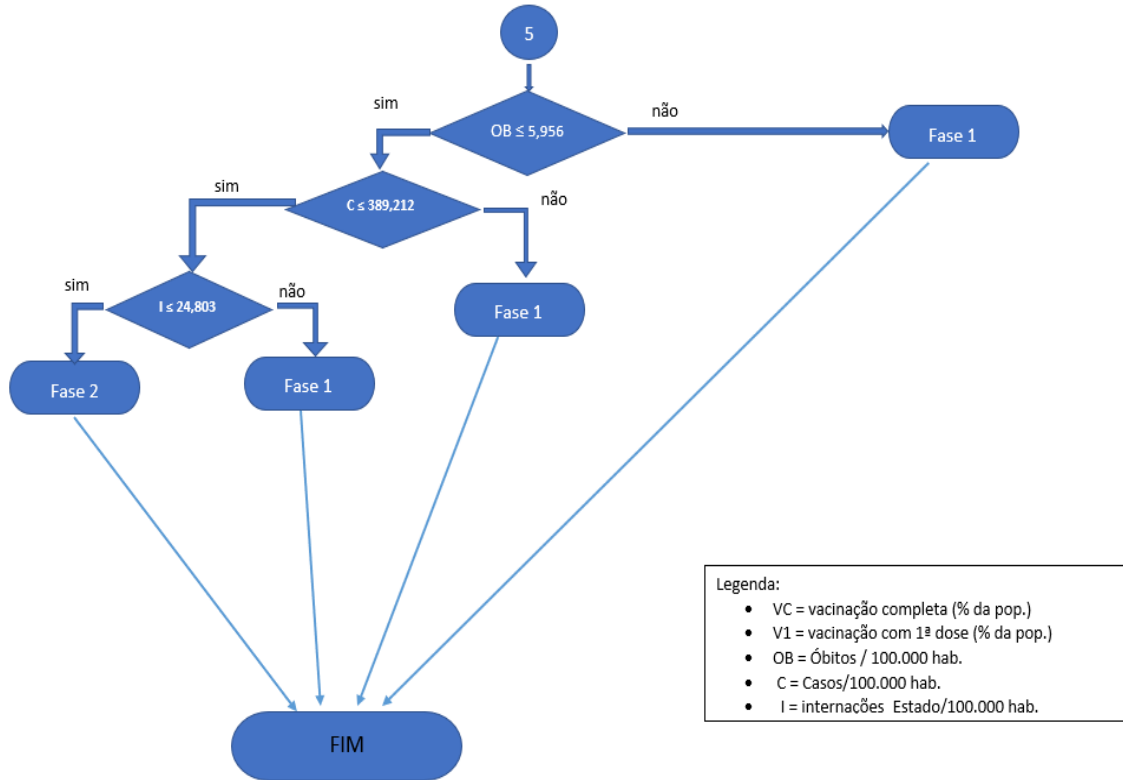 5
sim
OB ≤ 5,956
não
Fase 1
sim
C ≤ 389,212
não
sim
I ≤ 24,803
não
Fase 1
Fase 2
Fase 1
Legenda:
• VC = vacinação completa (% da pop.)
• V1 = vacinação com 1ª dose (% da pop.)
• OB = Óbitos / 100.000 hab.
• C = Casos/100.000 hab.
• I = internações Estado/100.000 hab.
FIM